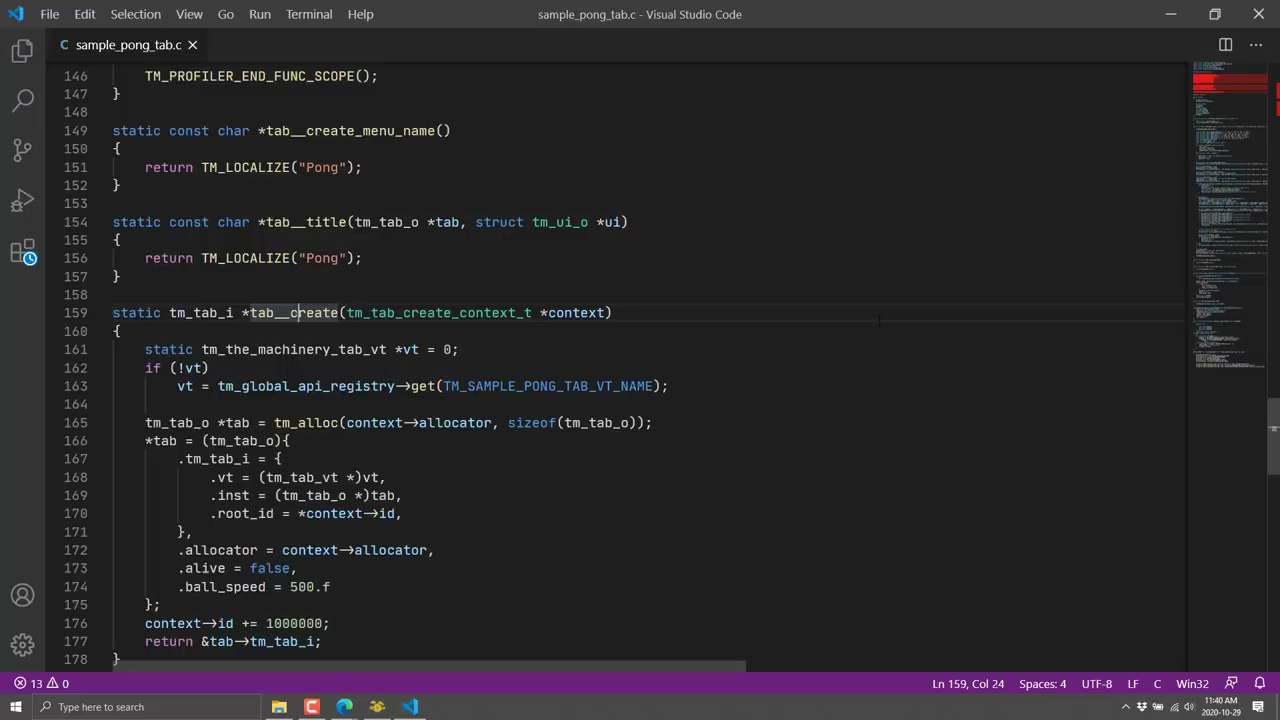 File Edit Selection View Go Run Terminal Help
sample_pong_tab.c - Visual Studio Code
sample_pong_tab.c
146 TM_PROFILER_END_FUNC_SCOPE();
147 }
148
149 static const char *tab__create_menu_name()
150 {
151 return TM_LOCALIZE("Pong");
152 }
153
154 static const char *tab__title(tm_tab_o *tab, struct tm_ui_o *ui)
155 {
156 return TM_LOCALIZE("Pong");
157 }
158
159 static tm_tab_i *tab__create(tm_tab_create_context_t *context)
160 {
161 static tm_the_machinery_tab_vt *vt = 0;
162 if (!vt)
163 vt = tm_global_api_registry->get(TM_SAMPLE_PONG_TAB_VT_NAME);
164
165 tm_tab_o *tab = tm_alloc(context->allocator, sizeof(tm_tab_o));
166 *tab = (tm_tab_o){
167 .tm_tab_i = {
168 .vt = (tm_tab_vt *)vt,
169 .inst = (tm_tab_o *)tab,
170 .root_id = *context->id,
171 },
172 .allocator = context->allocator,
173 .alive = false,
174 .ball_speed = 500.f
175 };
176 context->id += 1000000;
177 return &tab->tm_tab_i;
178 }
13 0 Ln 159, Col 24 Spaces: 4 UTF-8 LF C Win32
Type here to search
11:40 AM
2020-10-29